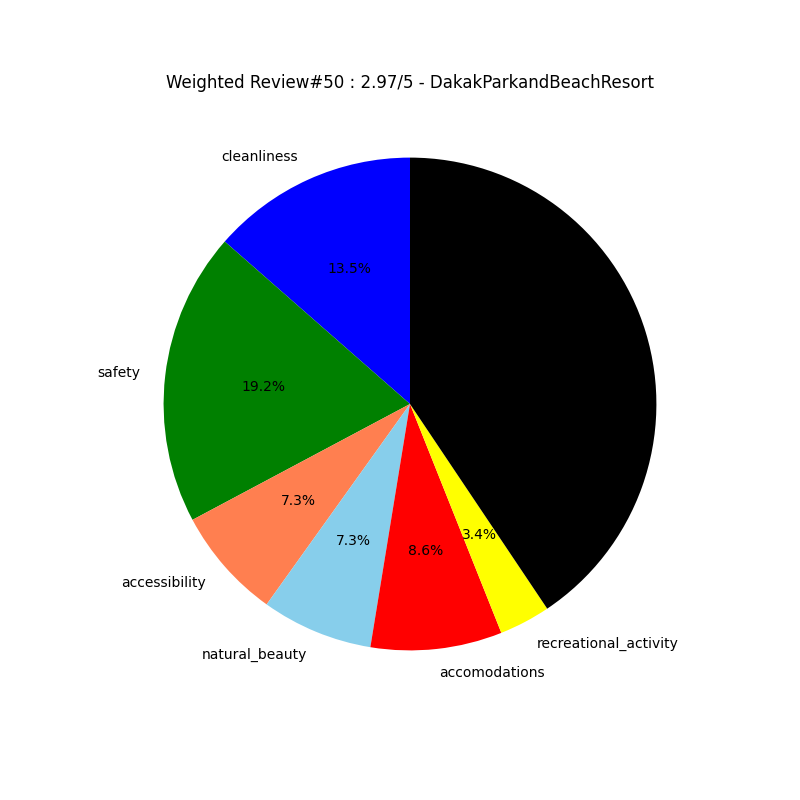 Weighted Review#50 : 2.97/5 - DakakParkandBeachResort
cleanliness
13.5%
safety
19.2%
accessibility
7.3%
natural_beauty
7.3%
accomodations
8.6%
recreational_activity
3.4%